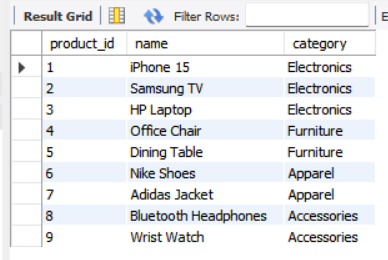 Result Grid Filter Rows: E
product_id name category
1 iPhone 15 Electronics
2 Samsung TV Electronics
3 HP Laptop Electronics
4 Office Chair Furniture
5 Dining Table Furniture
6 Nike Shoes Apparel
7 Adidas Jacket Apparel
8 Bluetooth Headphones Accessories
9 Wrist Watch Accessories